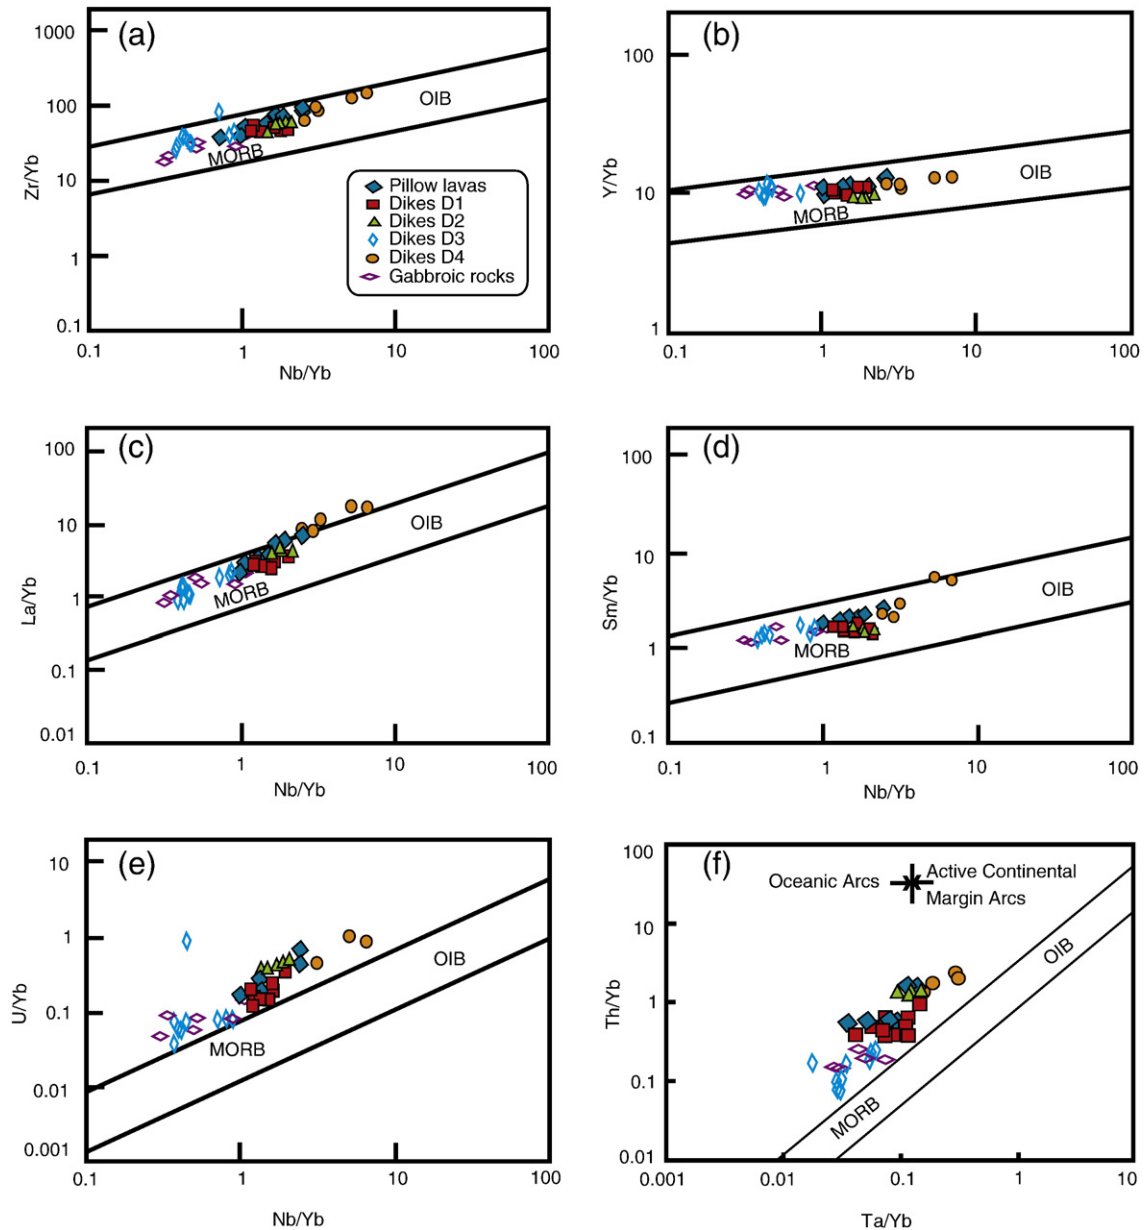 (a)
Zr/Yb
1000
100
10
1
0.1
OIB
MORB
Pillow lavas
Dikes D1
Dikes D2
Dikes D3
Dikes D4
Gabbroic rocks
0.1 1 10 100
Nb/Yb
(b)
Y/Yb
100
10
1
OIB
MORB
0.1 1 10 100
Nb/Yb
(c)
La/Yb
100
10
1
0.1
0.01
OIB
MORB
0.1 1 10 100
Nb/Yb
(d)
Sm/Yb
100
10
1
0.1
OIB
MORB
0.1 1 10 100
Nb/Yb
(e)
U/Yb
10
1
0.1
0.01
0.001
OIB
MORB
0.1 1 10 100
Nb/Yb
(f)
Th/Yb
100
10
1
0.1
0.01
Oceanic Arcs
Active Continental
Margin Arcs
OIB
MORB
0.001 0.01 0.1 1 10
Ta/Yb